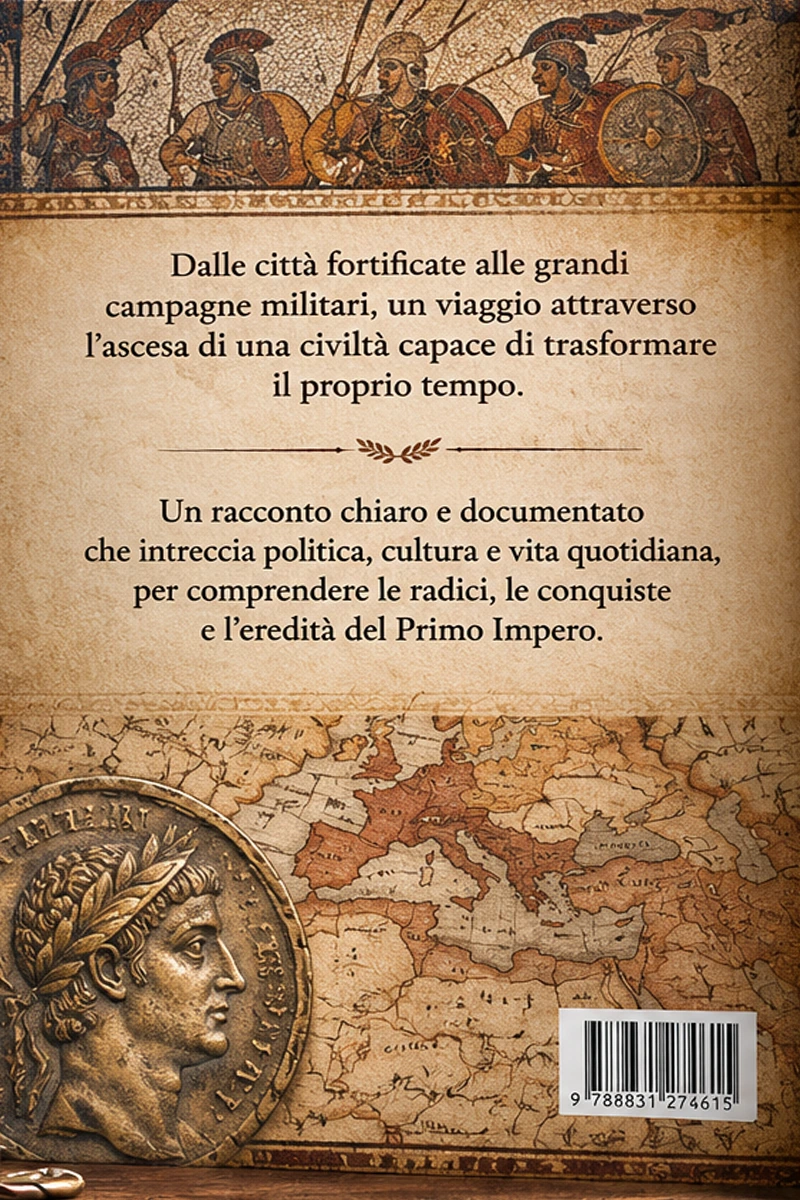 Dalle città fortificate alle grandi
campagne militari, un viaggio attraverso
l’ascesa di una civiltà capace di trasformare
il proprio tempo.
Un racconto chiaro e documentato
che intreccia politica, cultura e vita quotidiana,
per comprendere le radici, le conquiste
e l’eredità del Primo Impero.
9 788831 274615